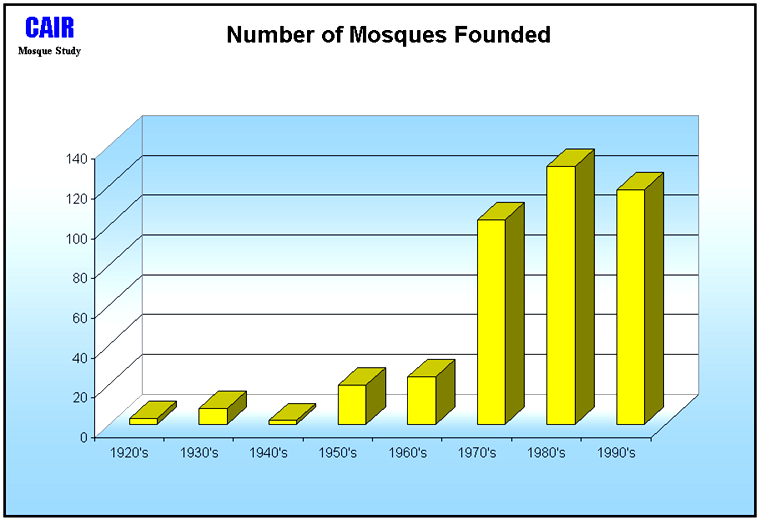 CAIR
Mosque Study
Number of Mosques Founded
140
120
100
80
60
40
20
0
1920's
1930's
1940's
1950's
1960's
1970's
1980's
1990's